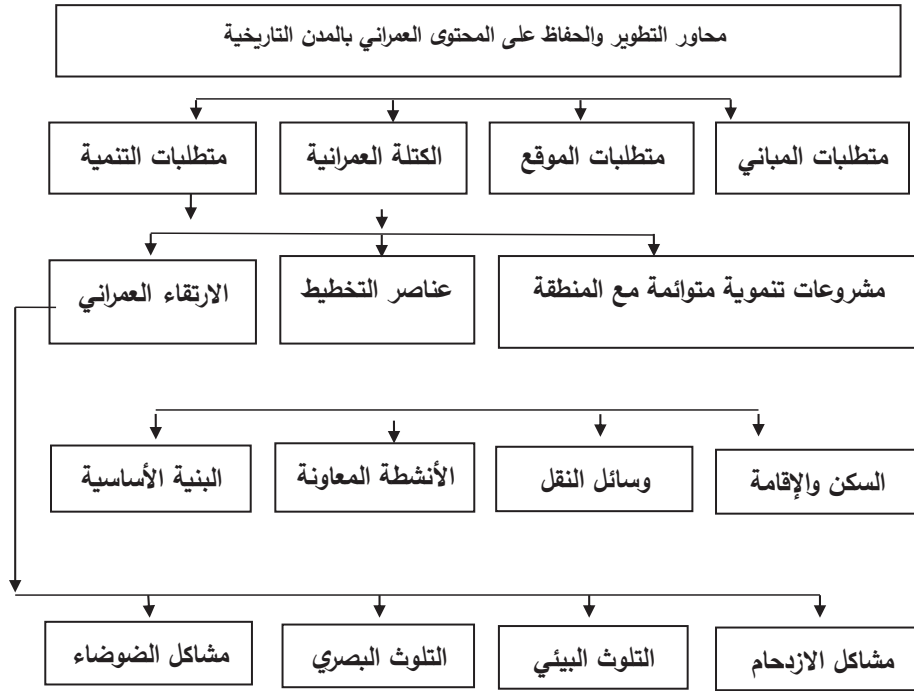 محاور التطوير والحفاظ على المحتوى العمراني بالمدن التاريخية
متطلبات المباني
متطلبات الموقع
الكتلة العمرانية
متطلبات التنمية
مشروعات تنموية متوائمة مع المنطقة
عناصر التخطيط
الارتقاء العمراني
السكن والإقامة
وسائل النقل
الأنشطة المعاونة
البنية الأساسية
مشاكل الازدحام
التلوث البيئي
التلوث البصري
مشاكل الضوضاء